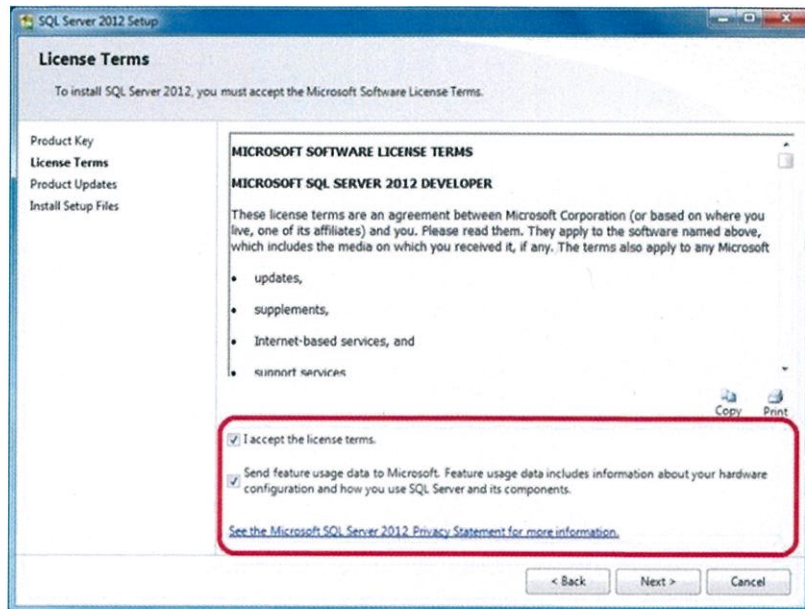 SQL Server 2012 Setup
License Terms
To install SQL Server 2012, you must accept the Microsoft Software License Terms.
Product Key
License Terms
Product Updates
Install Setup Files
MICROSOFT SOFTWARE LICENSE TERMS
MICROSOFT SQL SERVER 2012 DEVELOPER
These license terms are an agreement between Microsoft Corporation (or based on where you
live, one of its affiliates) and you. Please read them. They apply to the software named above,
which includes the media on which you received it, if any. The terms also apply to any Microsoft
• updates,
• supplements,
• Internet-based services, and
• support services
Copy Print
I accept the license terms.
Send feature usage data to Microsoft. Feature usage data includes information about your hardware
configuration and how you use SQL Server and its components.
See the Microsoft SQL Server 2012 Privacy Statement for more information.
< Back Next > Cancel